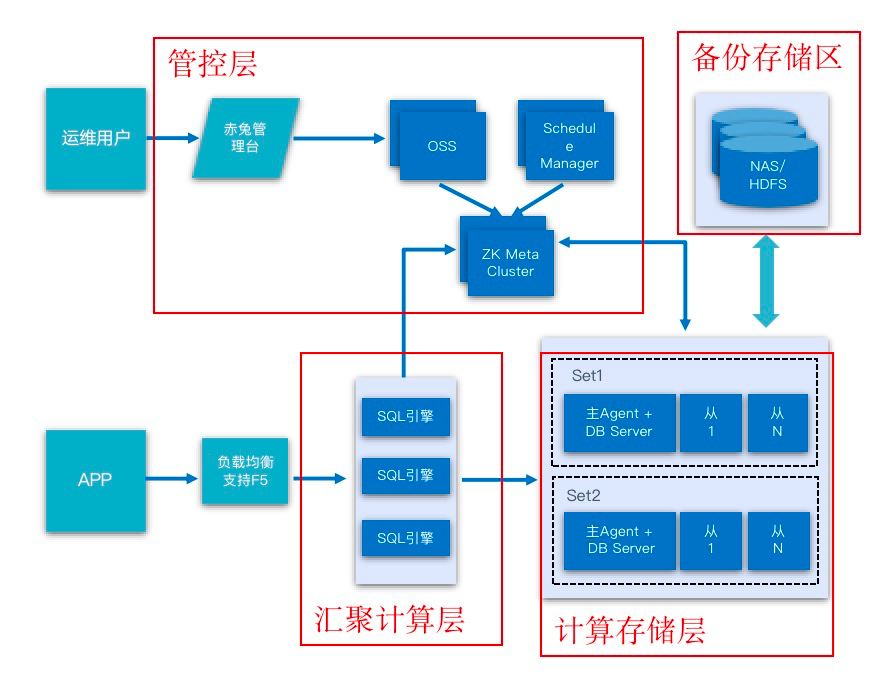 管控层
备份存储区
运维用户
赤兔管
理台
OSS
Schedul
e
Manager
NAS/
HDFS
ZK Meta
Cluster
Set1
主Agent +
DB Server
从
1
从
N
SQL引擎
SQL引擎
SQL引擎
APP
负载均衡
支持F5
Set2
主Agent +
DB Server
从
1
从
N
汇聚计算层
计算存储层